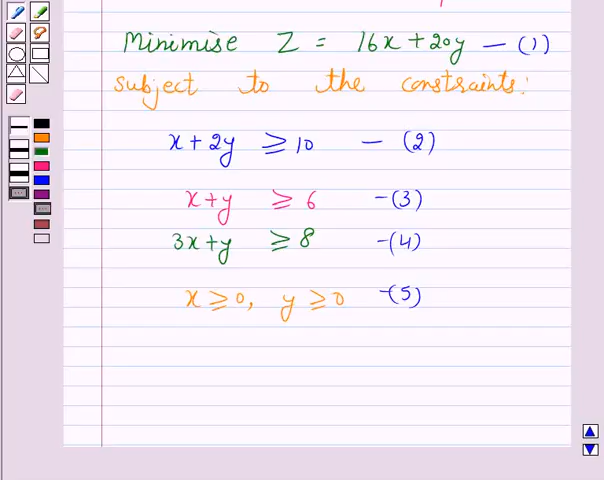 Minimise Z = 16x + 20y - (1)
subject to the constraints:
x + 2y ≥ 10 - (2)
x + y ≥ 6 - (3)
3x + y ≥ 8 - (4)
x ≥ 0, y ≥ 0 - (5)